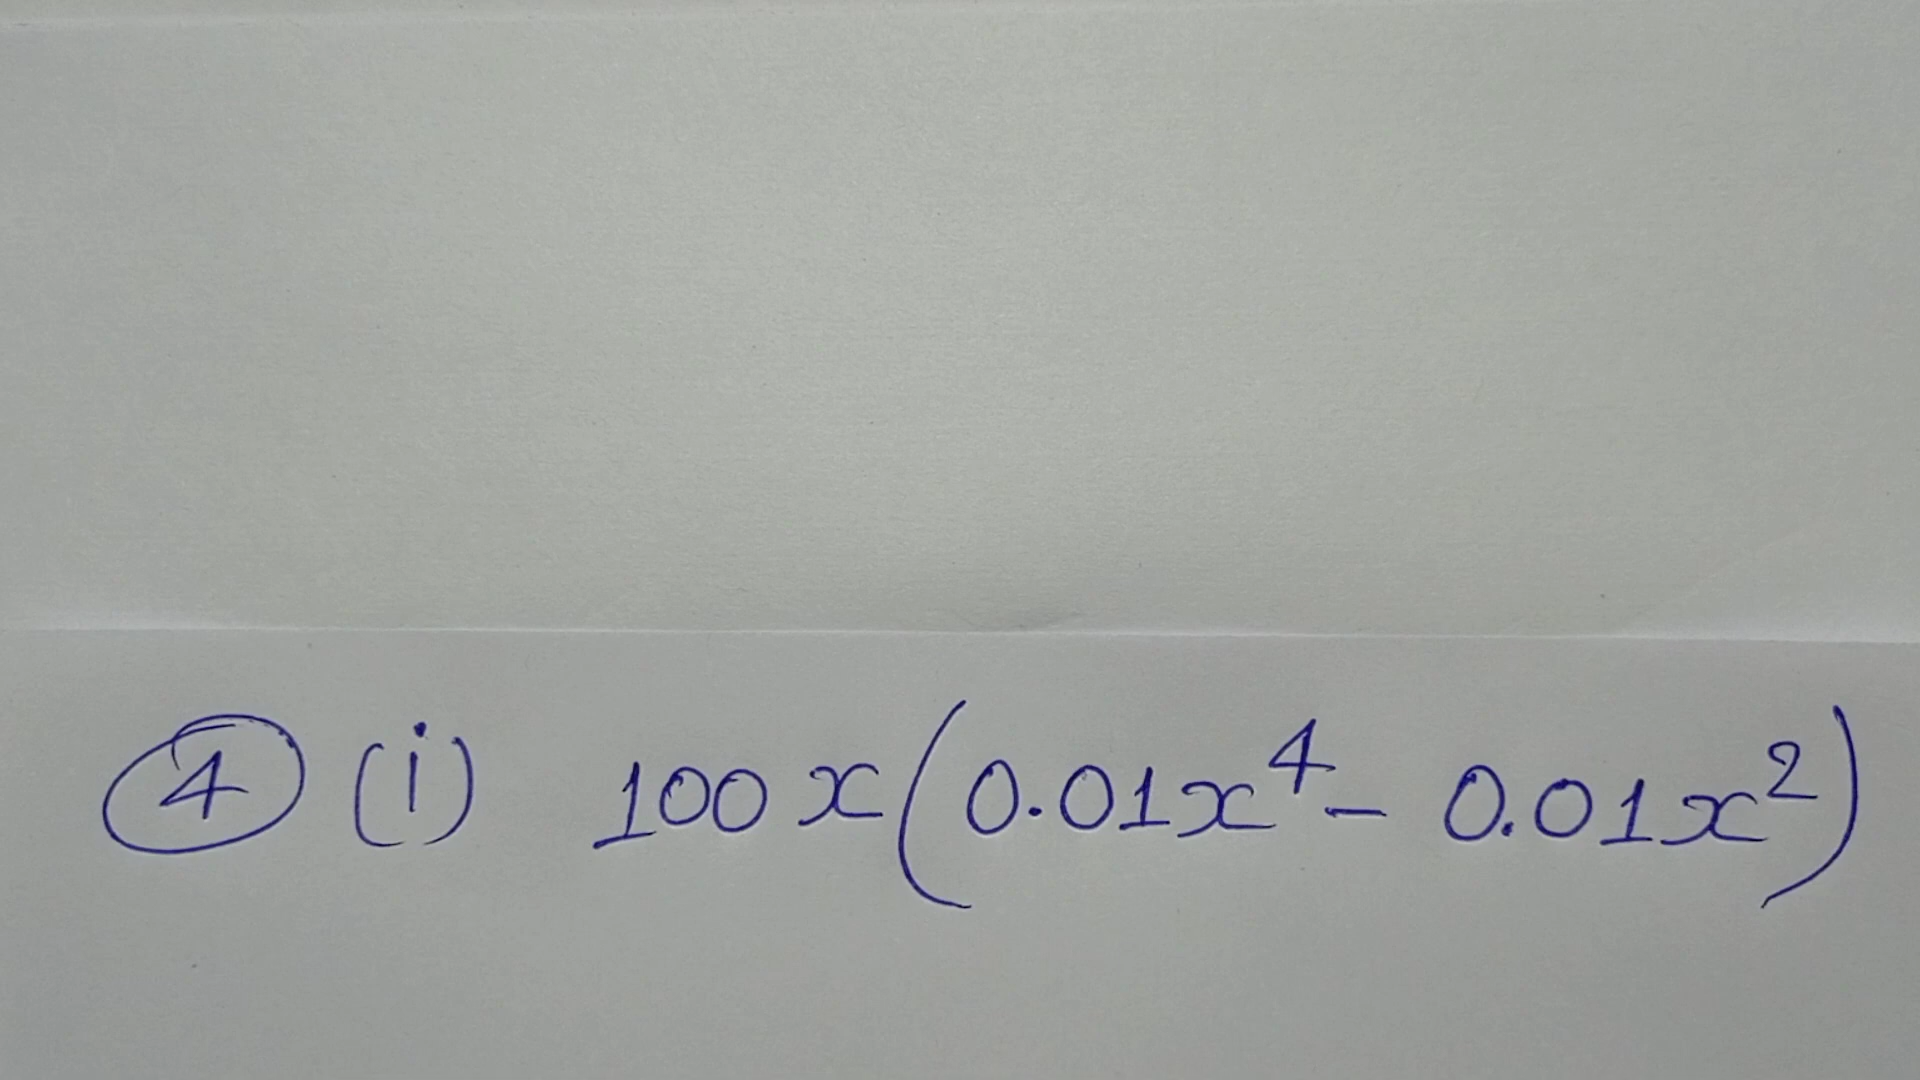 ④ (i) 100x(0.01x⁴ - 0.01x²)